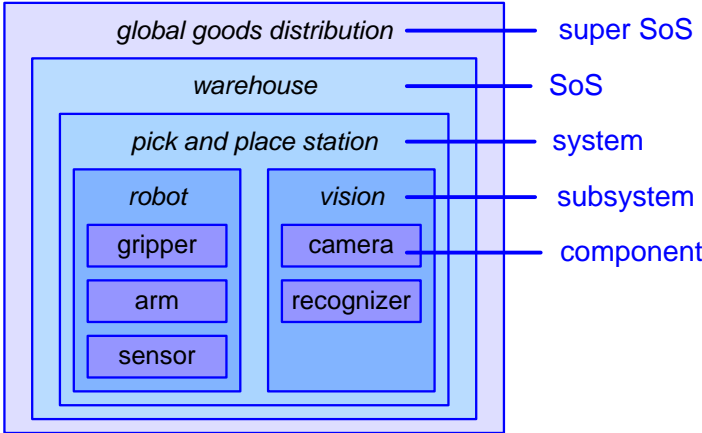 global goods distribution
super SoS
warehouse
SoS
pick and place station
system
robot
vision
subsystem
gripper
camera
component
arm
recognizer
sensor